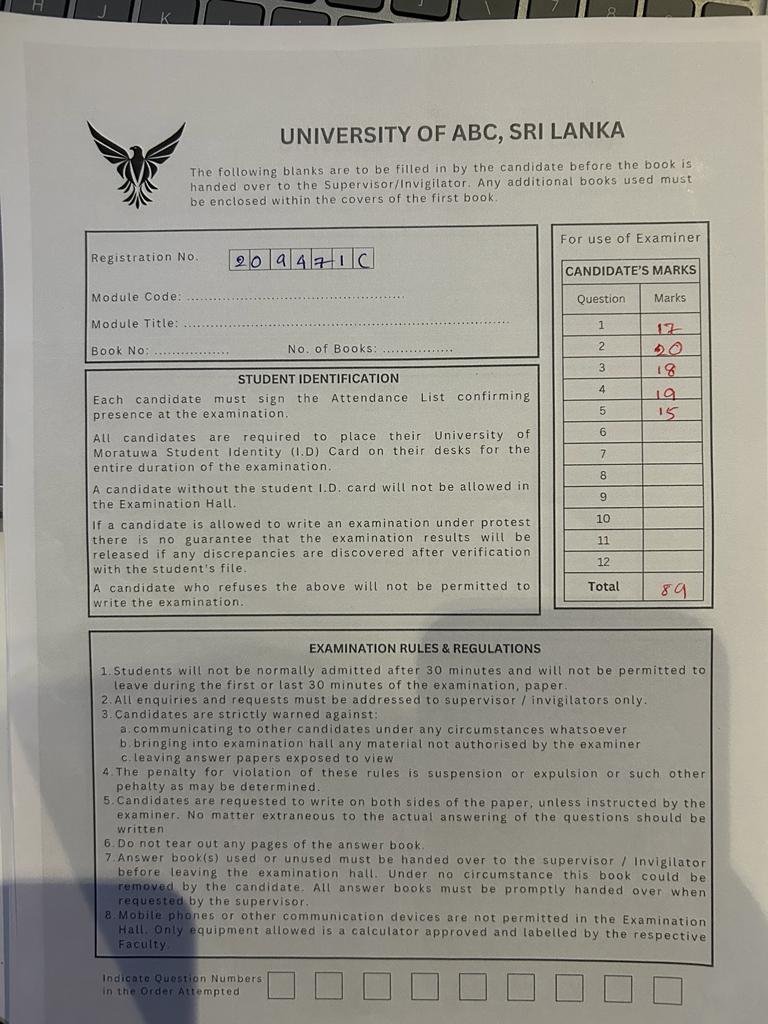 UNIVERSITY OF ABC, SRI LANKA
The following blanks are to be filled in by the candidate before the book is
handed over to the Supervisor/Invigilator. Any additional books used must
be enclosed within the covers of the first book.
Registration No. 209471C
Module Code: ..................................................
Module Title: ...........................................................................
Book No: ................. No. of Books: ................
STUDENT IDENTIFICATION
Each candidate must sign the Attendance List confirming
presence at the examination.
All candidates are required to place their University of
Moratuwa Student Identity (I.D) Card on their desks for the
entire duration of the examination.
A candidate without the student I.D. card will not be allowed in
the Examination Hall.
If a candidate is allowed to write an examination under protest
there is no guarantee that the examination results will be
released if any discrepancies are discovered after verification
with the student's file.
A candidate who refuses the above will not be permitted to
write the examination.
For use of Examiner
CANDIDATE'S MARKS
Question Marks
1 17
2 20
3 18
4 19
5 15
6
7
8
9
10
11
12
Total 89
EXAMINATION RULES & REGULATIONS
1. Students will not be normally admitted after 30 minutes and will not be permitted to
leave during the first or last 30 minutes of the examination, paper.
2. All enquiries and requests must be addressed to supervisor / invigilators only.
3. Candidates are strictly warned against:
a. communicating to other candidates under any circumstances whatsoever
b. bringing into examination hall any material not authorised by the examiner
c. leaving answer papers exposed to view
4. The penalty for violation of these rules is suspension or expulsion or such other
pehalty as may be determined.
5. Candidates are requested to write on both sides of the paper, unless instructed by the
examiner. No matter extraneous to the actual answering of the questions should be
written
6. Do not tear out any pages of the answer book.
7. Answer book(s) used or unused must be handed over to the supervisor / Invigilator
before leaving the examination hall. Under no circumstance this book could be
removed by the candidate. All answer books must be promptly handed over when
requested by the supervisor.
8. Mobile phones or other communication devices are not permitted in the Examination
Hall. Only equipment allowed is a calculator approved and labelled by the respective
Faculty.
Indicate Question Numbers
in the Order Attempted